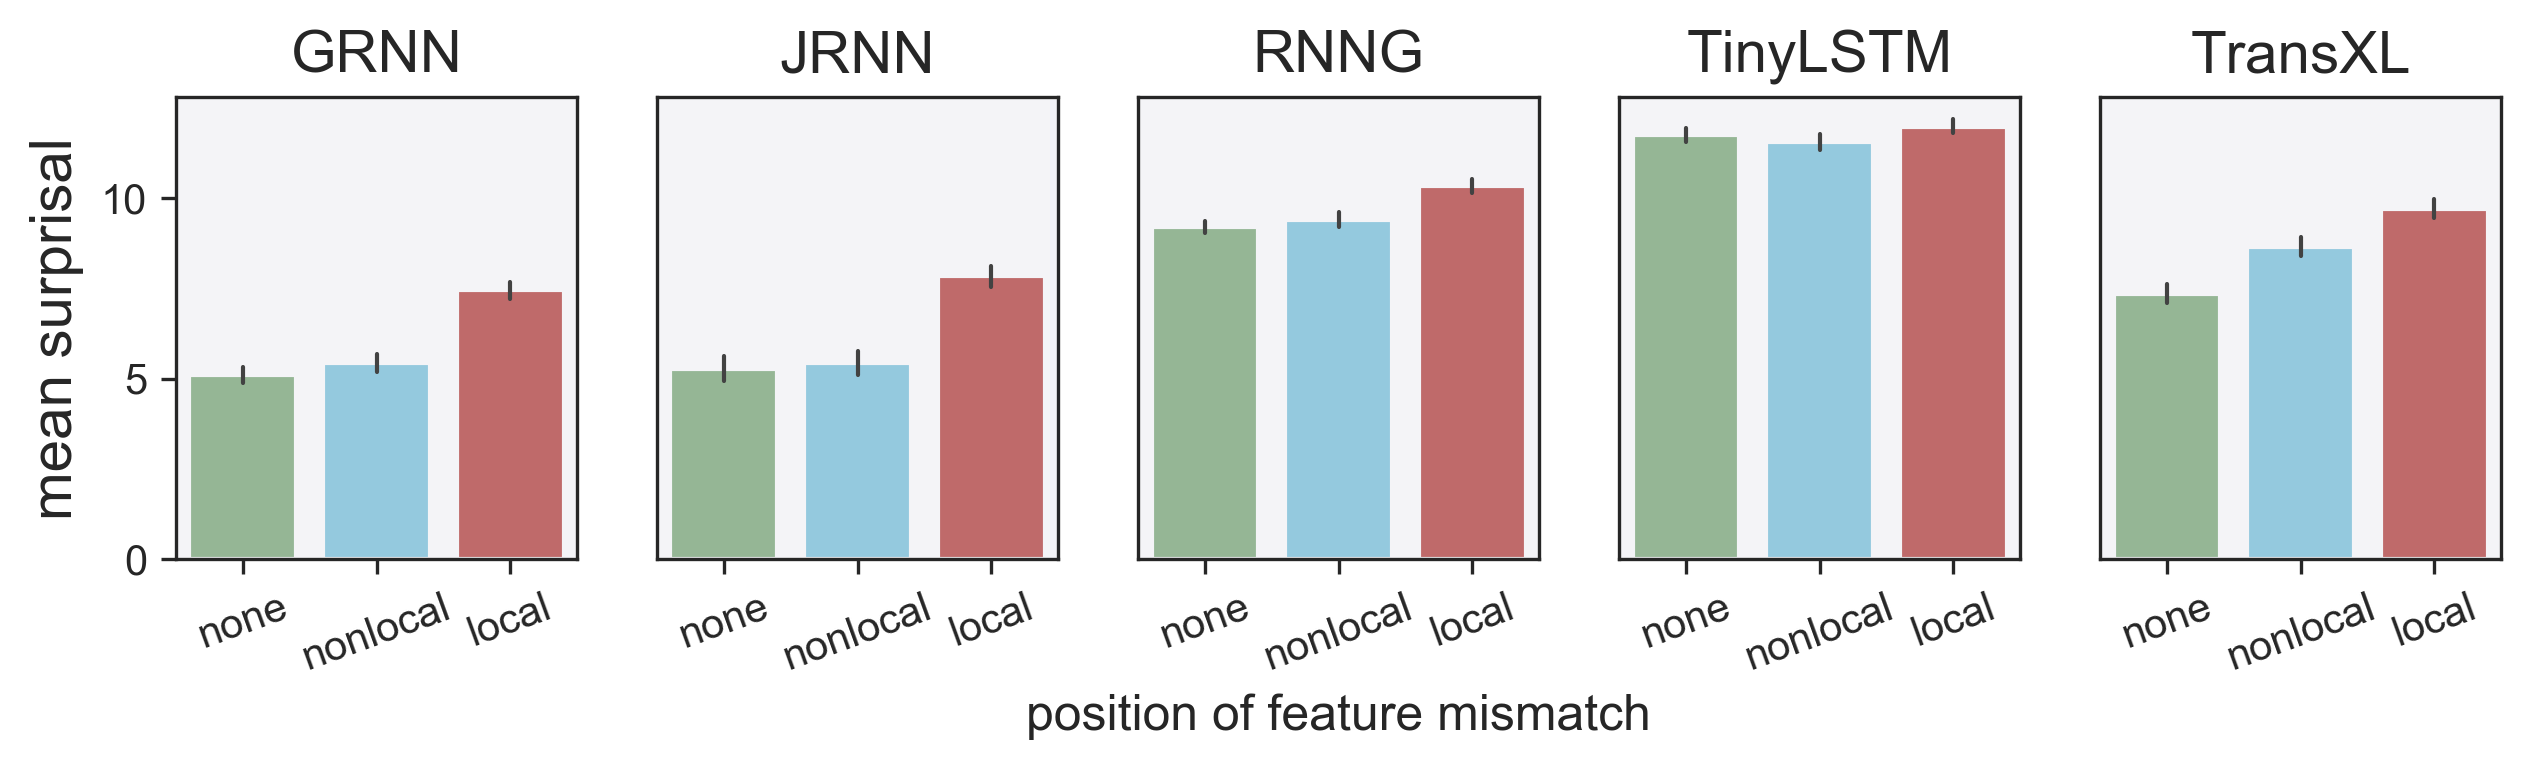 GRNN JRNN RNNG TinyLSTM TransXL
mean surprisal
10
5
0
none nonlocal local none nonlocal local none nonlocal local none nonlocal local none nonlocal local
position of feature mismatch